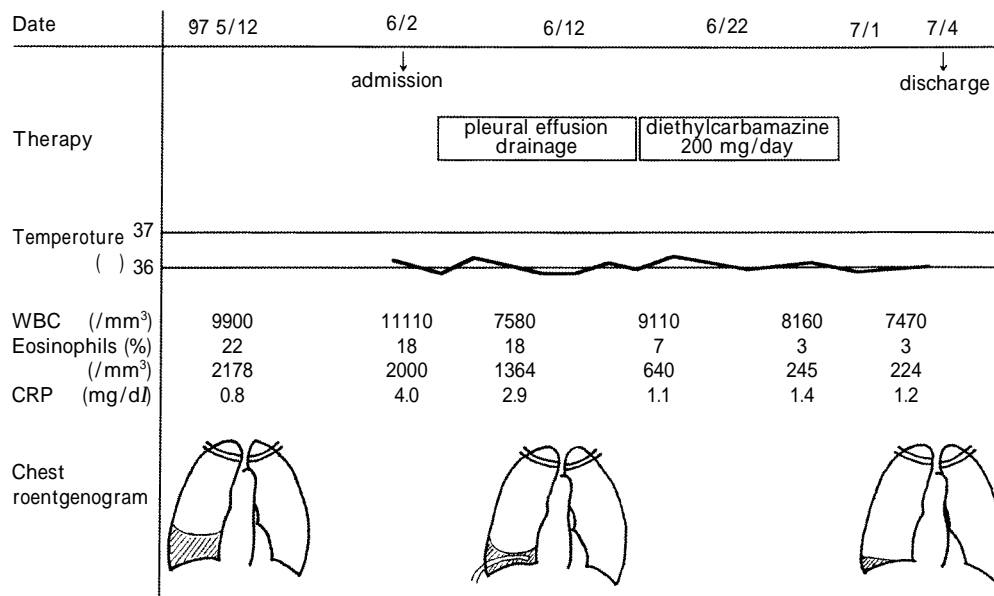 Date 97 5/12 6/2 6/12 6/22 7/1 7/4
admission discharge
Therapy
pleural effusion
drainage
diethylcarbamazine
200 mg/day
Temperoture 37
( ) 36
WBC (/mm³) 9900 11110 7580 9110 8160 7470
Eosinophils (%) 22 18 18 7 3 3
(/mm³) 2178 2000 1364 640 245 224
CRP (mg/dl) 0.8 4.0 2.9 1.1 1.4 1.2
Chest
roentgenogram